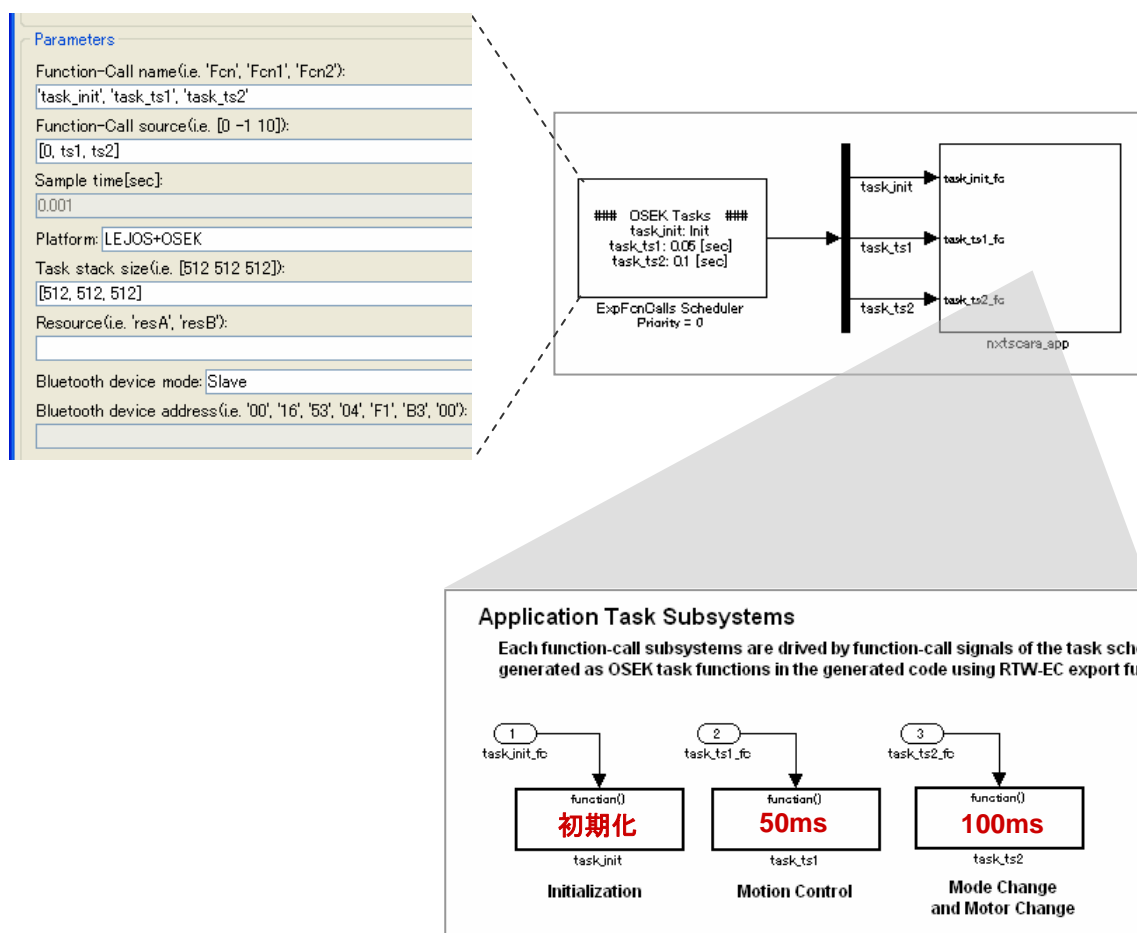 Parameters
Function-Call name(i.e. 'Fcn', 'Fcn1', 'Fcn2'):
'task_init', 'task_ts1', 'task_ts2'
Function-Call source(i.e. [0 -1 10]):
[0, ts1, ts2]
Sample time[sec]:
0.001
Platform: LEJOS+OSEK
Task stack size(i.e. [512 512 512]):
[512, 512, 512]
Resource(i.e. 'resA', 'resB'):
Bluetooth device mode: Slave
Bluetooth device address(i.e. '00', '16', '53', '04', 'F1', 'B3', '00'):
### OSEK Tasks ###
task_init: Init
task_ts1: 0.05 [sec]
task_ts2: 0.1 [sec]
ExpFcnCalls Scheduler
Priority = 0
task_init
task_ts1
task_ts2
task_init_fc
task_ts1_fc
task_ts2_fc
nxtscara_app
Application Task Subsystems
Each function-call subsystems are drived by function-call signals of the task sch
generated as OSEK task functions in the generated code using RTW-EC export fu
1
task_init_fc
function()
初期化
task_init
Initialization
2
task_ts1_fc
function()
50ms
task_ts1
Motion Control
3
task_ts2_fc
function()
100ms
task_ts2
Mode Change
and Motor Change